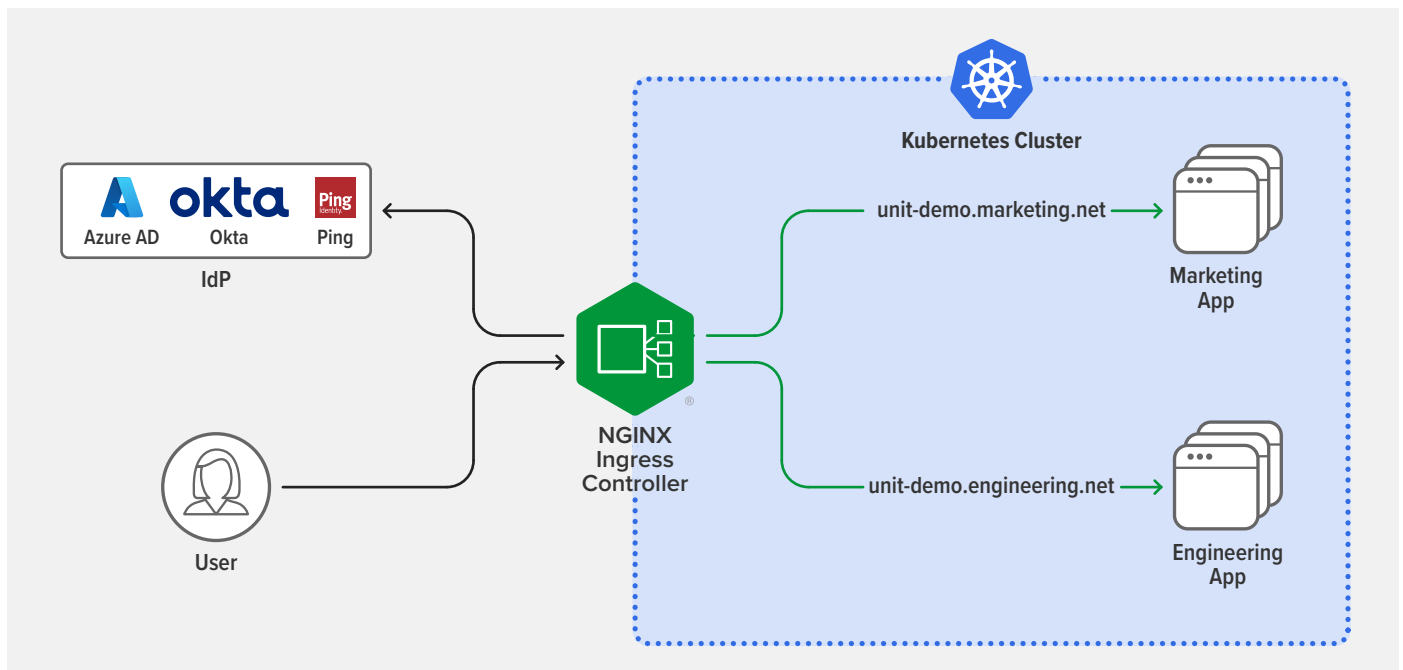 Kubernetes Cluster
okta
Ping
Identity.
Azure AD
Okta
Ping
IdP
unit-demo.marketing.net
Marketing
App
®
NGINX
Ingress
Controller
User
unit-demo.engineering.net
Engineering
App